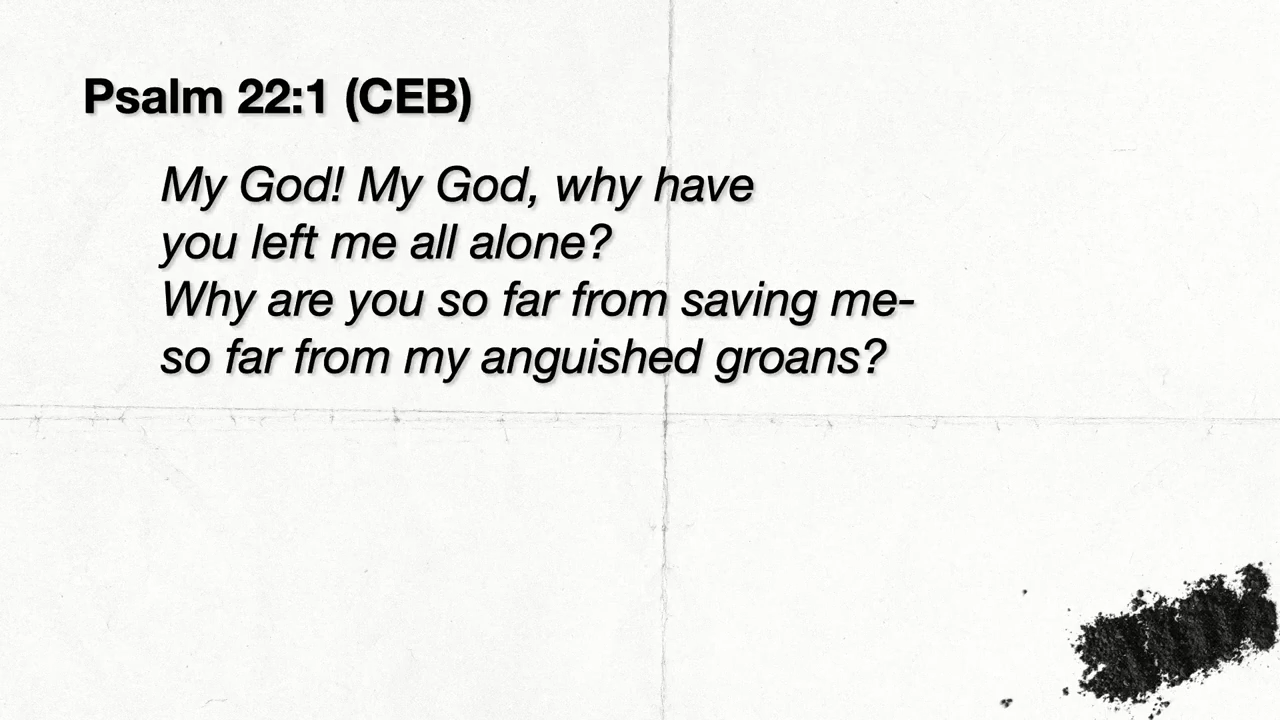 Psalm 22:1 (CEB)
My God! My God, why have
you left me all alone?
Why are you so far from saving me-
so far from my anguished groans?